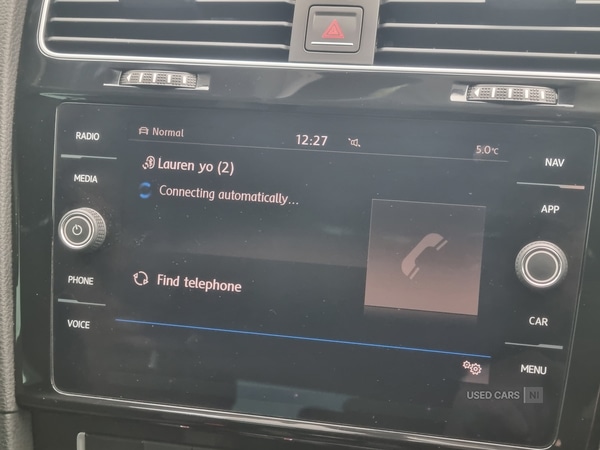 RADIO
MEDIA
PHONE
VOICE
Normal
12:27
5.0°C
Lauren yo (2)
Connecting automatically...
Find telephone
NAV
APP
CAR
MENU
USED CARS NI